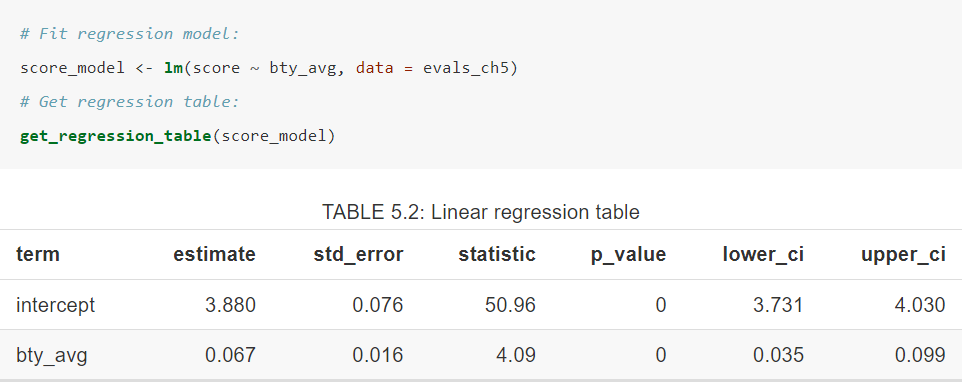 # Fit regression model:
score_model <- lm(score ~ bty_avg, data = evals_ch5)
# Get regression table:
get_regression_table(score_model)
TABLE 5.2: Linear regression table
term estimate std_error statistic p_value lower_ci upper_ci
intercept 3.880 0.076 50.96 0 3.731 4.030
bty_avg 0.067 0.016 4.09 0 0.035 0.099